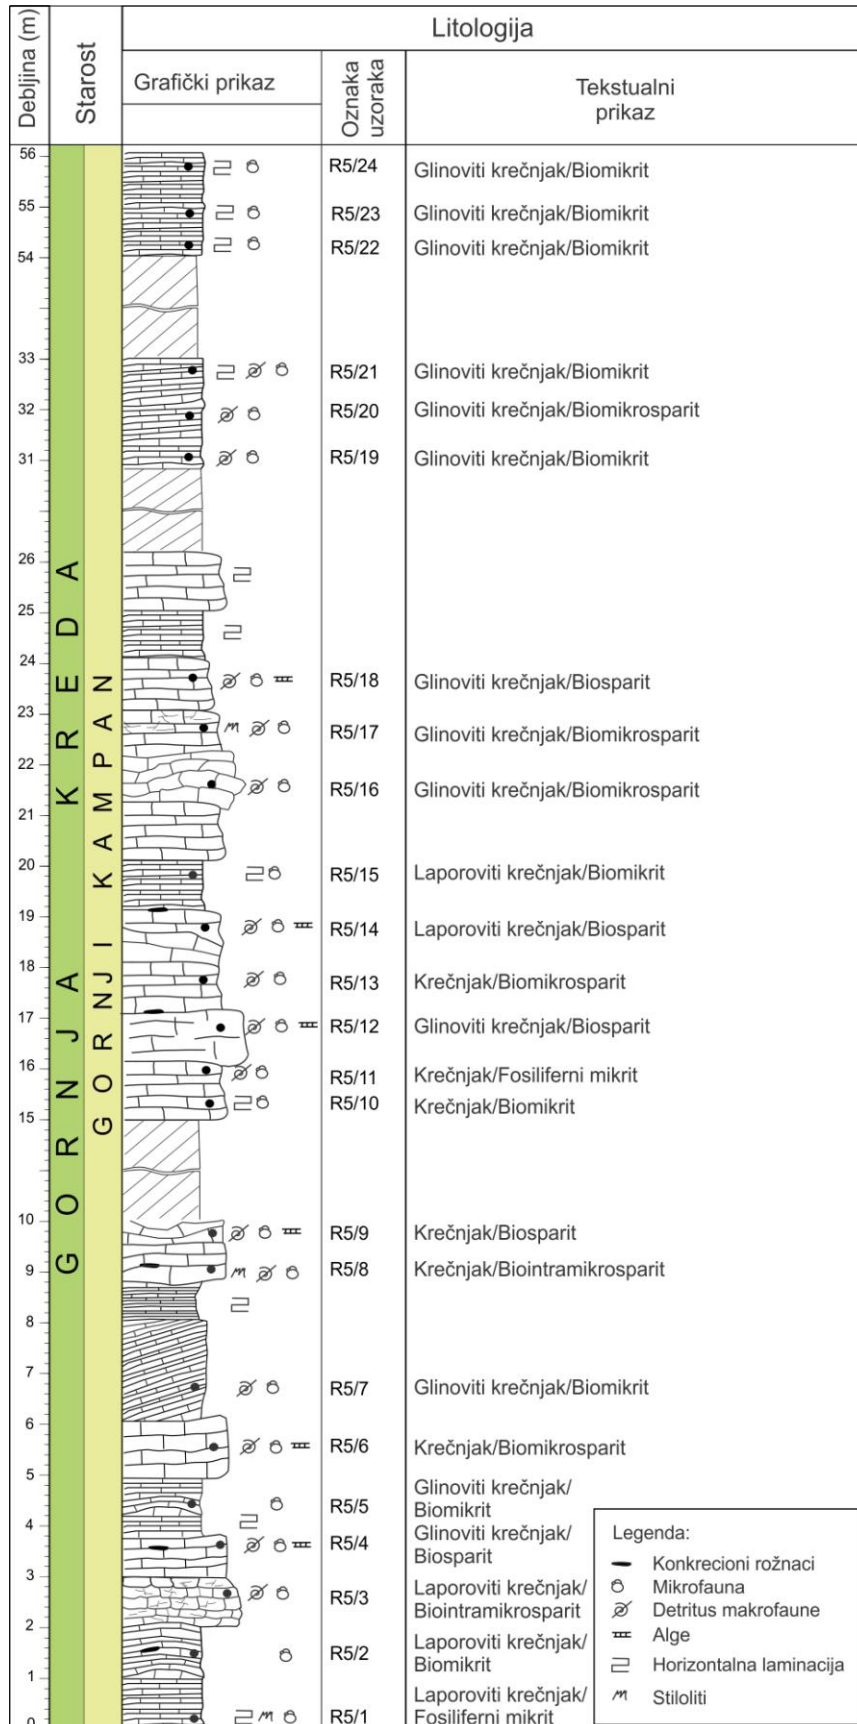 Debljina (m)
Starost
Litologija
Grafički prikaz
Oznaka
uzoraka
Tekstualni
prikaz
GORNJA KREDA
GORNJI KAMPAN
56
R5/24 Glinoviti krečnjak/Biomikrit
55
R5/23 Glinoviti krečnjak/Biomikrit
R5/22 Glinoviti krečnjak/Biomikrit
54
33
R5/21 Glinoviti krečnjak/Biomikrit
32
R5/20 Glinoviti krečnjak/Biomikrosparit
31
R5/19 Glinoviti krečnjak/Biomikrit
26
25
24
R5/18 Glinoviti krečnjak/Biosparit
23
R5/17 Glinoviti krečnjak/Biomikrosparit
22
R5/16 Glinoviti krečnjak/Biomikrosparit
21
20
R5/15 Laporoviti krečnjak/Biomikrit
19
R5/14 Laporoviti krečnjak/Biosparit
18
R5/13 Krečnjak/Biomikrosparit
17
R5/12 Glinoviti krečnjak/Biosparit
16
R5/11 Krečnjak/Fosiliferni mikrit
R5/10 Krečnjak/Biomikrit
15
10
R5/9 Krečnjak/Biosparit
9
R5/8 Krečnjak/Biointramikrosparit
8
7
R5/7 Glinoviti krečnjak/Biomikrit
6
R5/6 Krečnjak/Biomikrosparit
5
Glinoviti krečnjak/
R5/5 Biomikrit
4
Glinoviti krečnjak/
R5/4 Biosparit
3
Laporoviti krečnjak/
R5/3 Biointramikrosparit
2
Laporoviti krečnjak/
R5/2 Biomikrit
1
Laporoviti krečnjak/
R5/1 Fosiliferni mikrit
0
Legenda:
Konkrecioni rožnaci
Mikrofauna
Detritus makrofaune
Alge
Horizontalna laminacija
Stiloliti